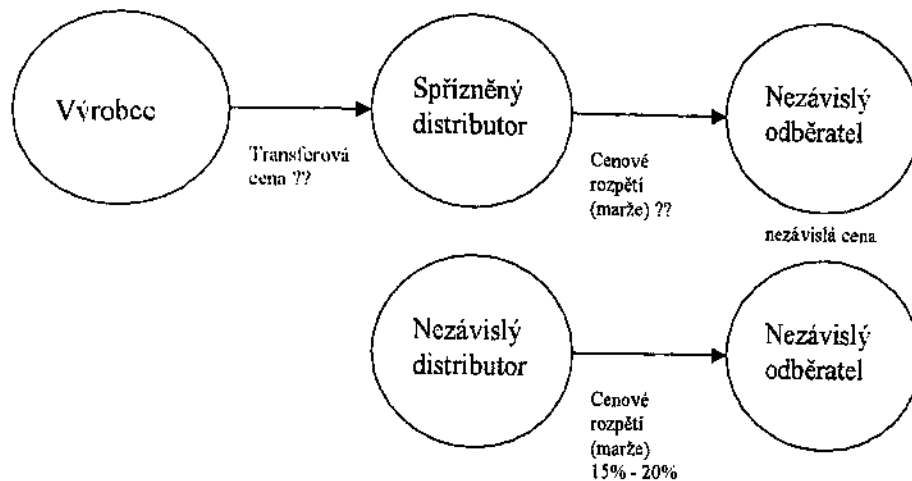 Výrobce
Transferová
cena ??
Spřízněný
distributor
Cenové
rozpětí
(marže) ??
Nezávislý
odběratel
nezávislá cena
Nezávislý
distributor
Cenové
rozpětí
(marže)
15% - 20%
Nezávislý
odběratel